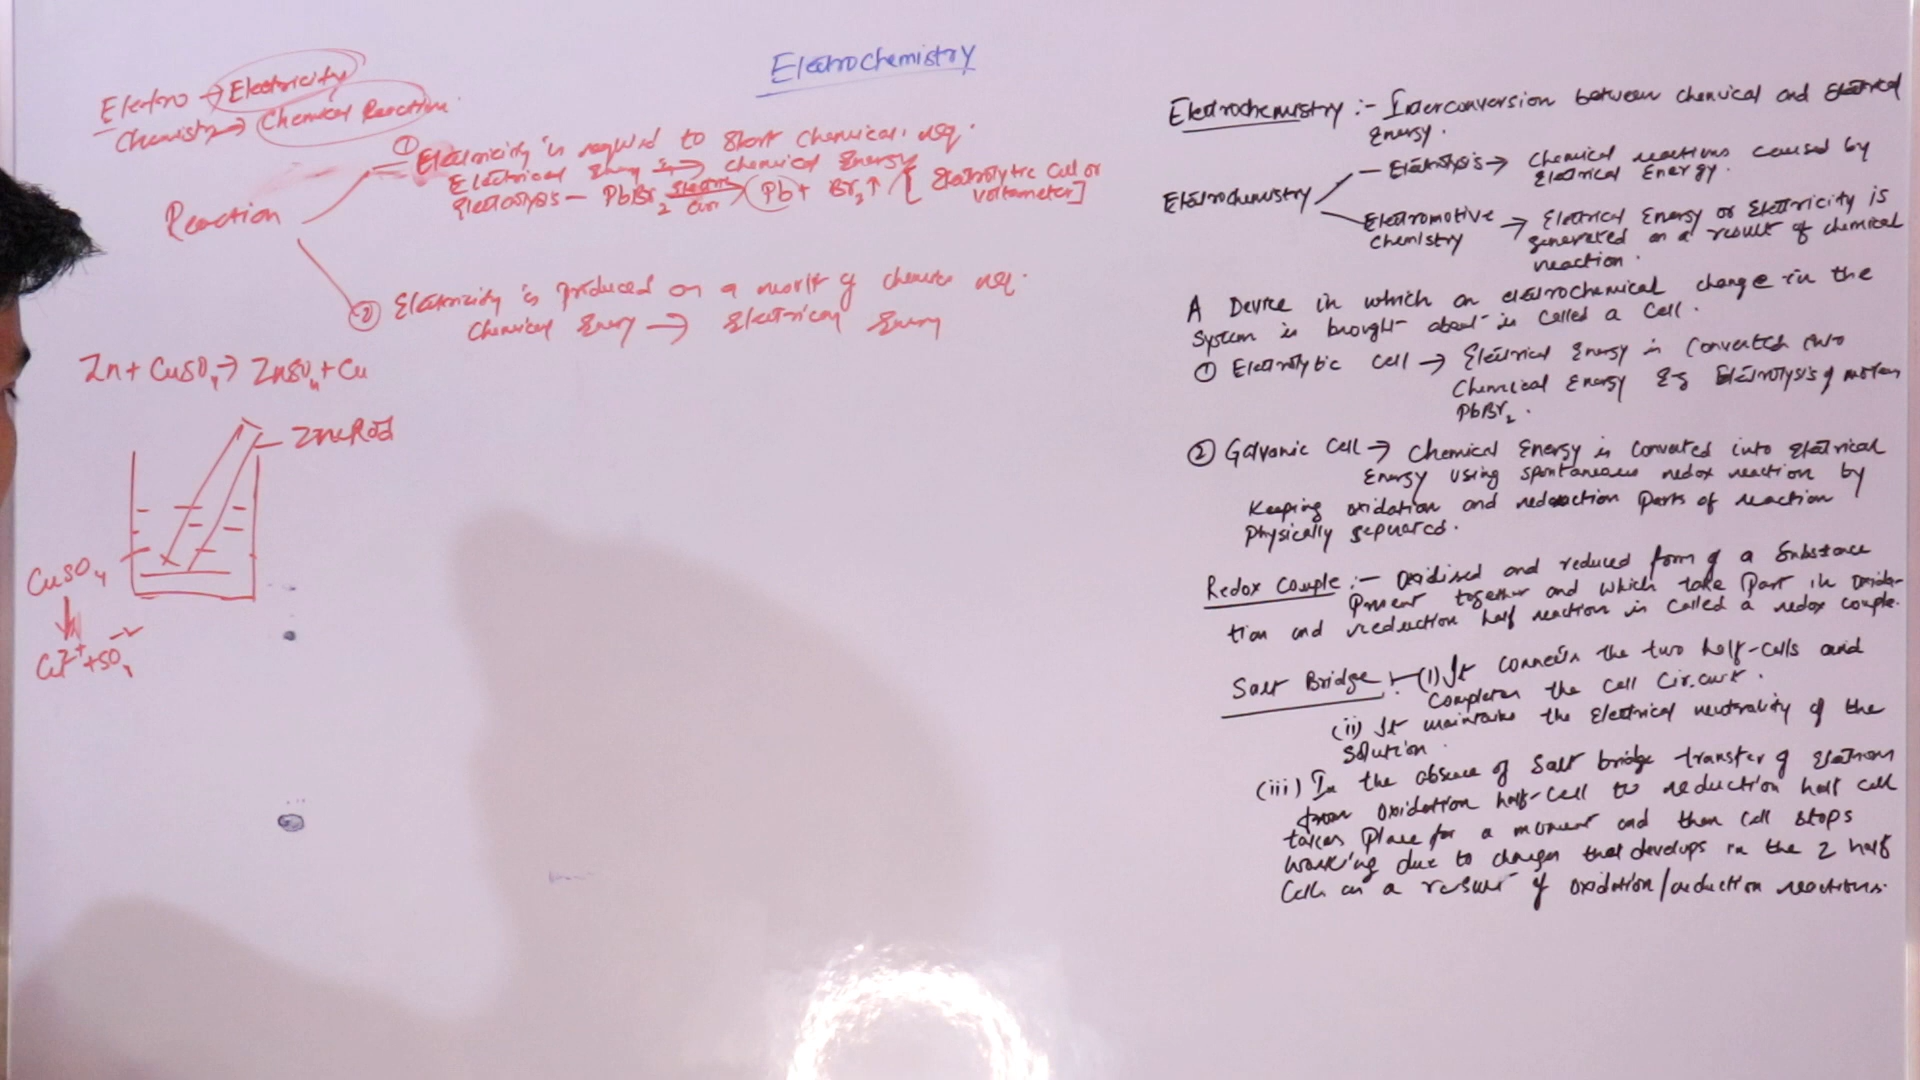 Electrochemistry
Electro → Electricity
Chemistry → Chemical Reaction
Reaction
① Electricity is required to start chemical rxq.
Electrical Energy → chemical Energy
Electrolysis - PbBr2 Electric Curr → Pb + Br2↑ [Electrolytic Cell or
voltameter]
② Electricity is produced as a result of chemical rxq.
Chemical Energy → Electrical Energy
Zn + CuSO4 → ZnSO4 + Cu
Zinc Rod
CuSO4
Cu2+ + SO4
Electrochemistry :- Interconversion between chemical and Electrical
Energy.
Electrochemistry
- Electrolysis → Chemical reactions caused by
Electrical Energy.
Electromotive
chemistry → Electrical Energy or Electricity is
generated as a result of chemical
reaction.
A Device in which an electrochemical change in the
System is brought about is called a Cell.
① Electrolytic cell → Electrical Energy is Converted into
Chemical Energy Eg Electrolysis of molten
PbBr2.
② Galvanic Cell → Chemical Energy is Converted into Electrical
Energy using spontaneous redox reaction by
Keeping oxidation and reduction Parts of reaction
Physically separated.
Redox Couple :- Oxidised and reduced form of a Substance
Present together and which take Part in oxida-
tion and reduction half reaction is called a redox couple.
Salt Bridge :- (i) It connects the two half-cells and
Completes the Cell Circuit.
(ii) It maintains the Electrical neutrality of the
Solution.
(iii) In the absence of Salt bridge transfer of Electrons
from Oxidation half-cell to reduction half cell
takes Place for a moment and then Cell Stops
working due to charges that develops in the 2 half
Cells as a result of oxidation/reduction reactions.